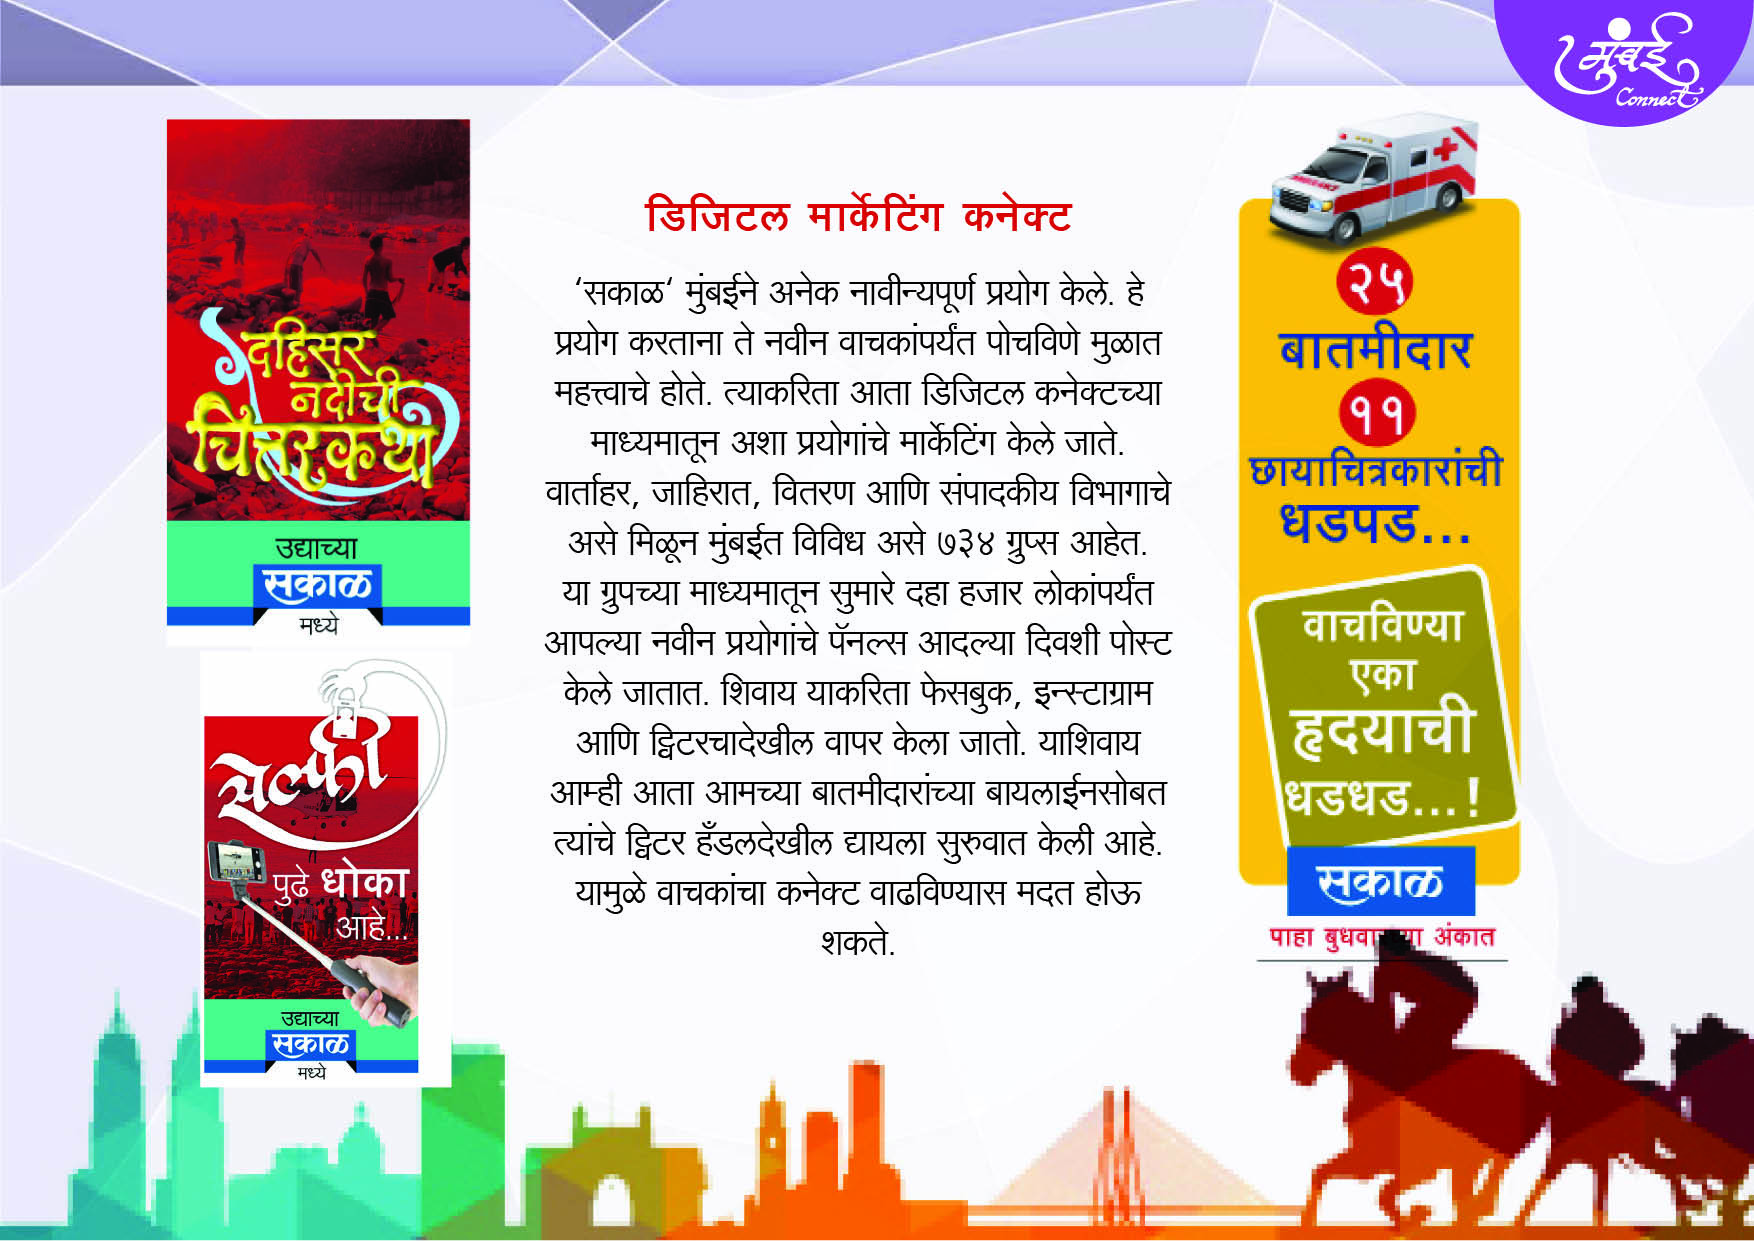 मुंबई
Connect
दहिसर
नदीची
चित्तरकथा
उद्याच्या
सकाळ
मध्ये
सेल्फी
पुढे धोका
आहे...
उद्याच्या
सकाळ
मध्ये
डिजिटल मार्केटिंग कनेक्ट
‘सकाळ‘ मुंबईने अनेक नावीन्यपूर्ण प्रयोग केले. हे
प्रयोग करताना ते नवीन वाचकांपर्यंत पोचविणे मुळात
महत्त्वाचे होते. त्याकरिता आता डिजिटल कनेक्टच्या
माध्यमातून अशा प्रयोगांचे मार्केटिंग केले जाते.
वार्ताहर, जाहिरात, वितरण आणि संपादकीय विभागाचे
असे मिळून मुंबईत विविध असे ७३४ ग्रुप्स आहेत.
या ग्रुपच्या माध्यमातून सुमारे दहा हजार लोकांपर्यंत
आपल्या नवीन प्रयोगांचे पॅनल्स आदल्या दिवशी पोस्ट
केले जातात. शिवाय याकरिता फेसबुक, इन्स्टाग्राम
आणि ट्विटरचादेखील वापर केला जातो. याशिवाय
आम्ही आता आमच्या बातमीदारांच्या बायलाईनसोबत
त्यांचे ट्विटर हँडलदेखील द्यायला सुरुवात केली आहे.
यामुळे वाचकांचा कनेक्ट वाढविण्यास मदत होऊ
शकते.
AMBULANCE
२५
बातमीदार
११
छायाचित्रकारांची
धडपड...
वाचविण्या
एका
हृदयाची
धडधड...!
सकाळ
पाहा अंकात